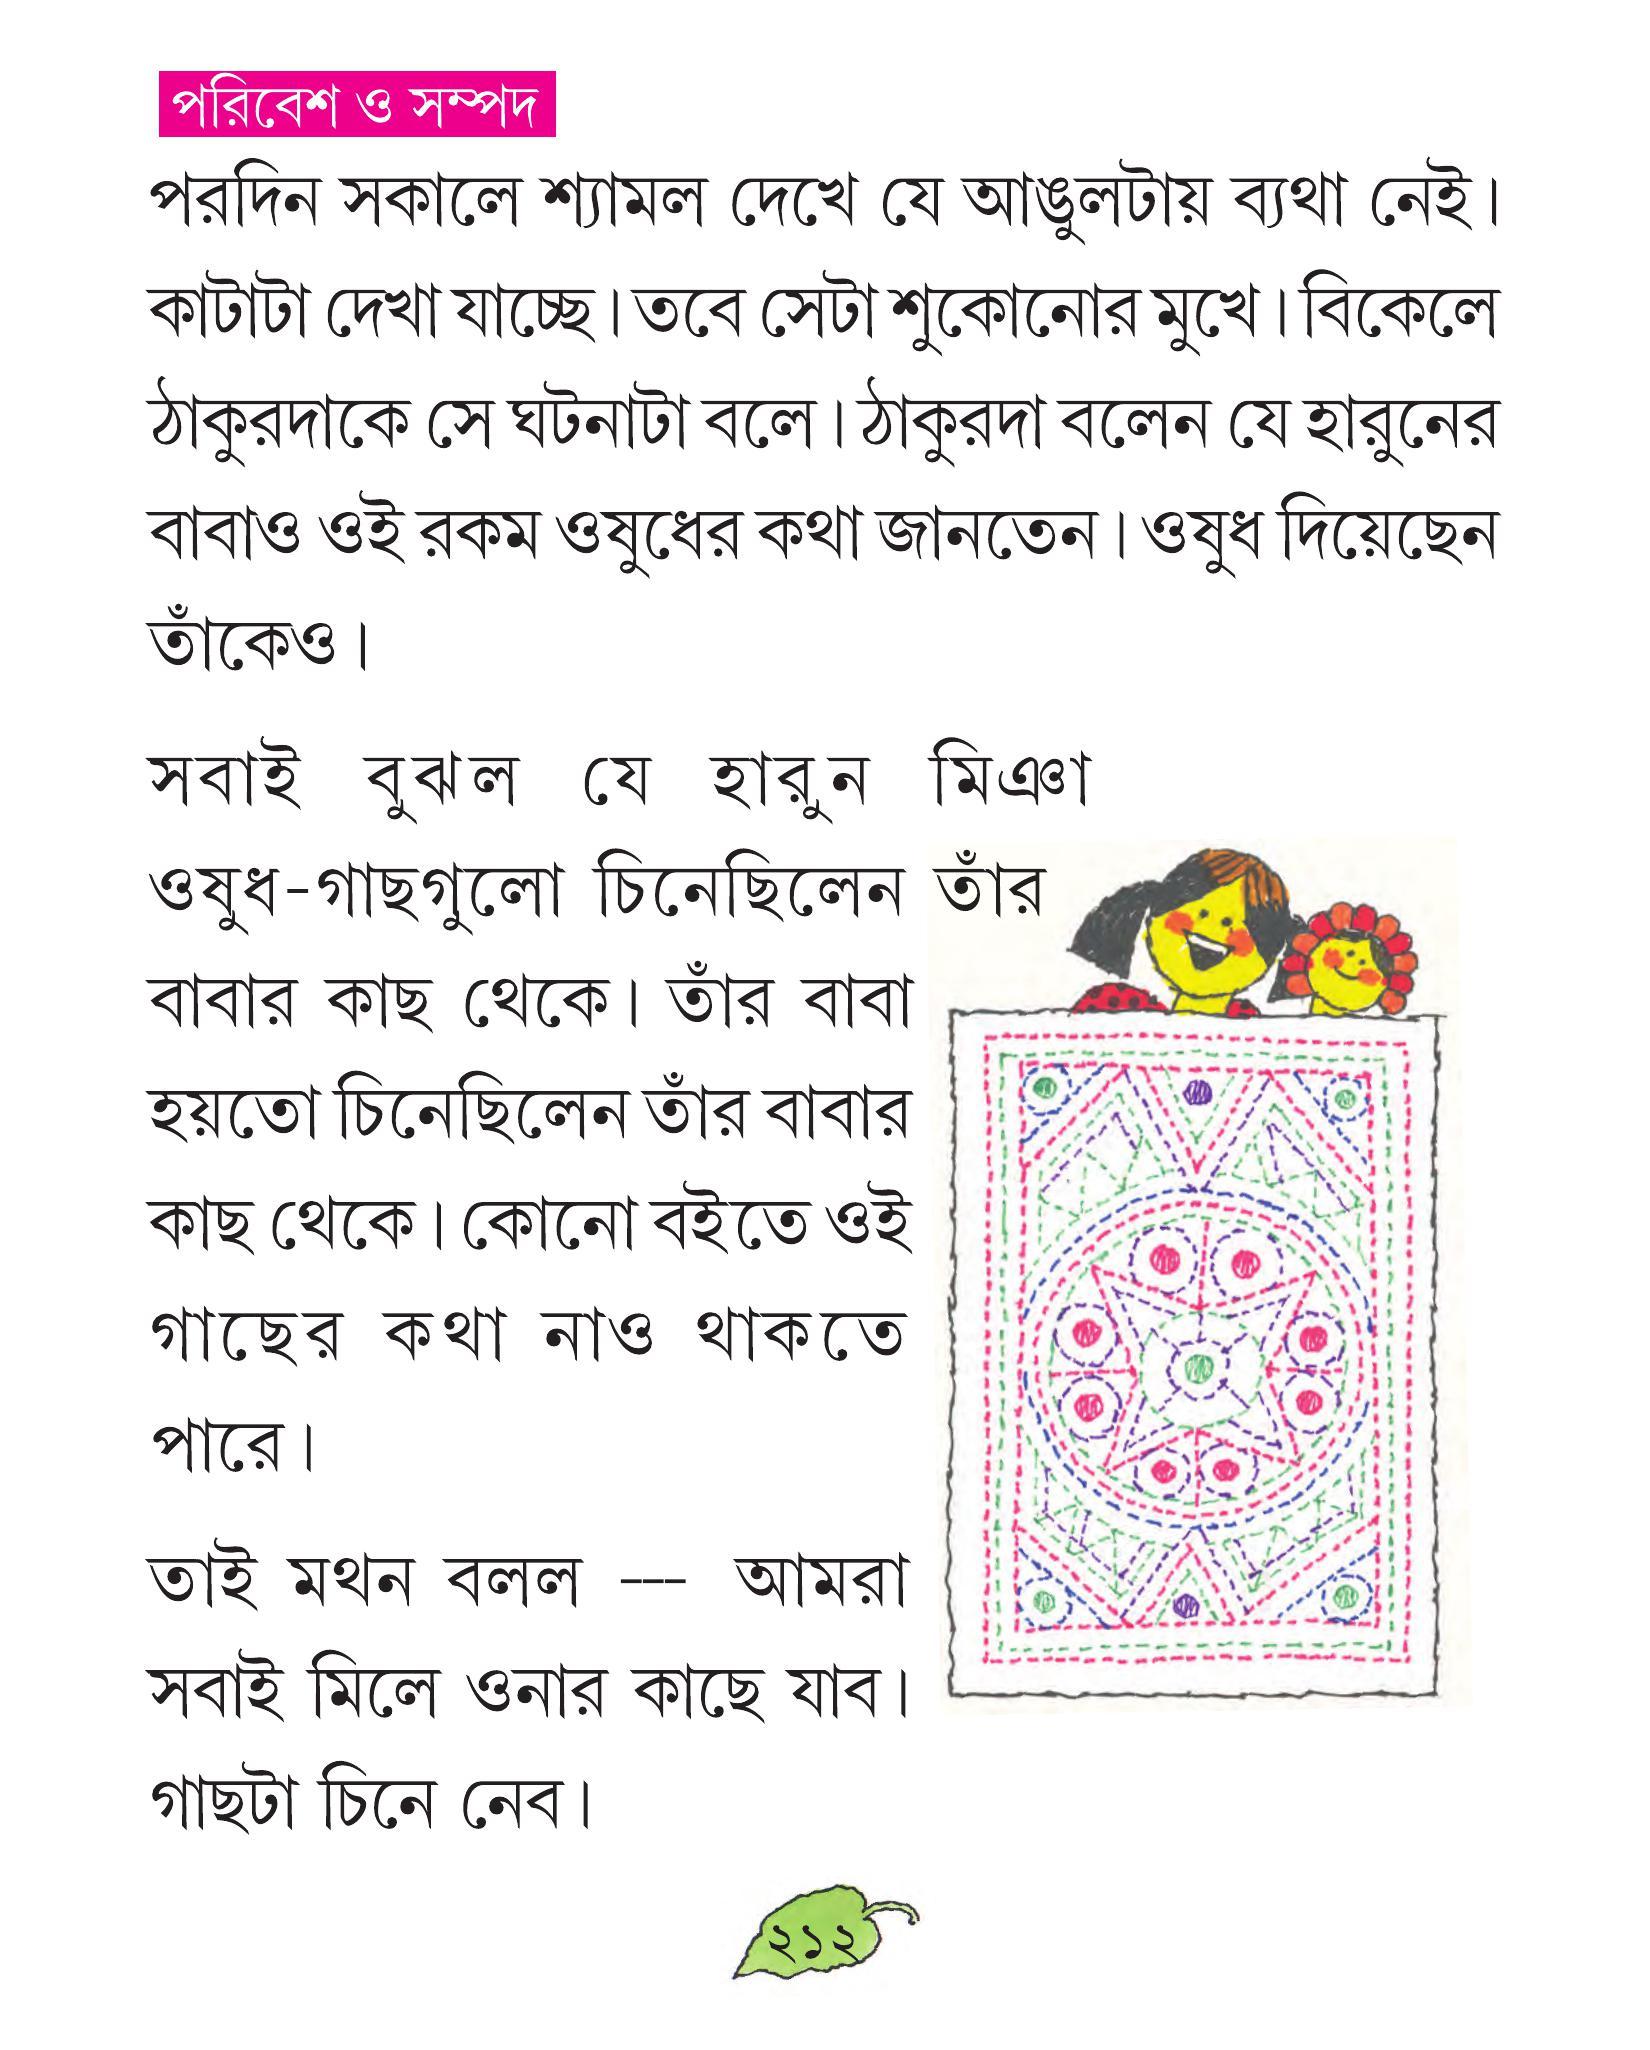 পরিবেশ ও সম্পদ
পরদিন সকালে শ্যামল দেখে যে আঙুলটায় ব্যথা নেই।
কাটাটা দেখা যাচ্ছে। তবে সেটা শুকোনোর মুখে। বিকেলে
ঠাকুরদাকে সে ঘটনাটা বলে। ঠাকুরদা বলেন যে হারুনের
বাবাও ওই রকম ওষুধের কথা জানতেন। ওষুধ দিয়েছেন
তাঁকেও।
সবাই বুঝল যে হারুন মিঞা
ওষুধ-গাছগুলো চিনেছিলেন তাঁর
বাবার কাছ থেকে। তাঁর বাবা
হয়তো চিনেছিলেন তাঁর বাবার
কাছ থেকে। কোনো বইতে ওই
গাছের কথা নাও থাকতে
পারে।
তাই মথন বলল --- আমরা
সবাই মিলে ওনার কাছে যাব।
গাছটা চিনে নেব।
২১২